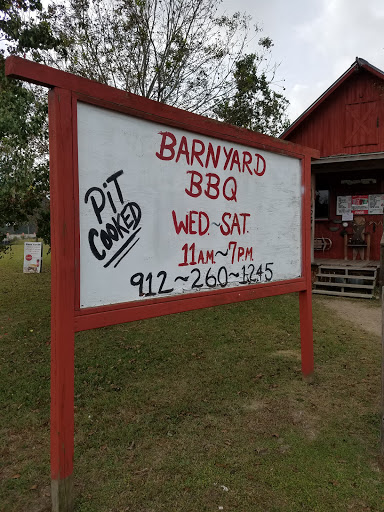 BARNYARD
BBQ
WED.~SAT.
11AM.~7PM.
912~260~1245
PiT
COOKED